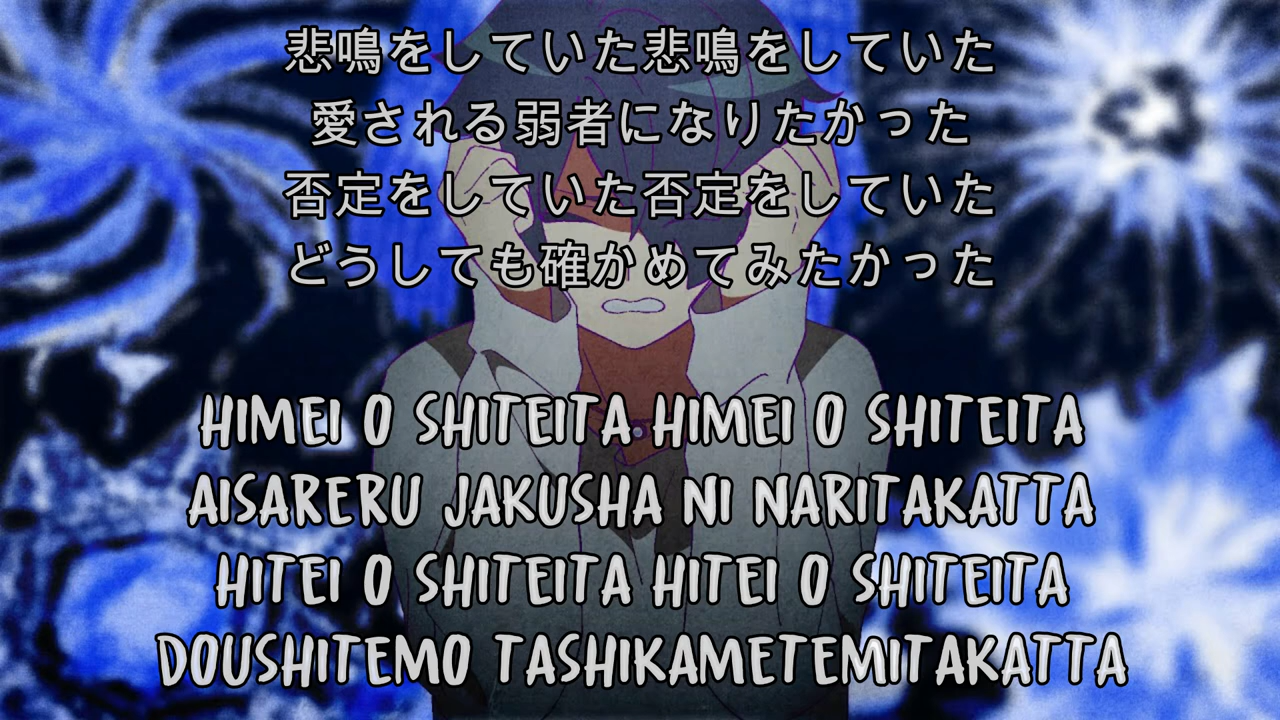 悲鳴をしていた悲鳴をしていた
愛される弱者になりたかった
否定をしていた否定をしていた
どうしても確かめてみたかった
HIMEI O SHITEITA HIMEI O SHITEITA
AISARERU JAKUSHA NI NARITAKATTA
HITEI O SHITEITA HITEI O SHITEITA
DOUSHITEMO TASHIKAMETEMITAKATTA